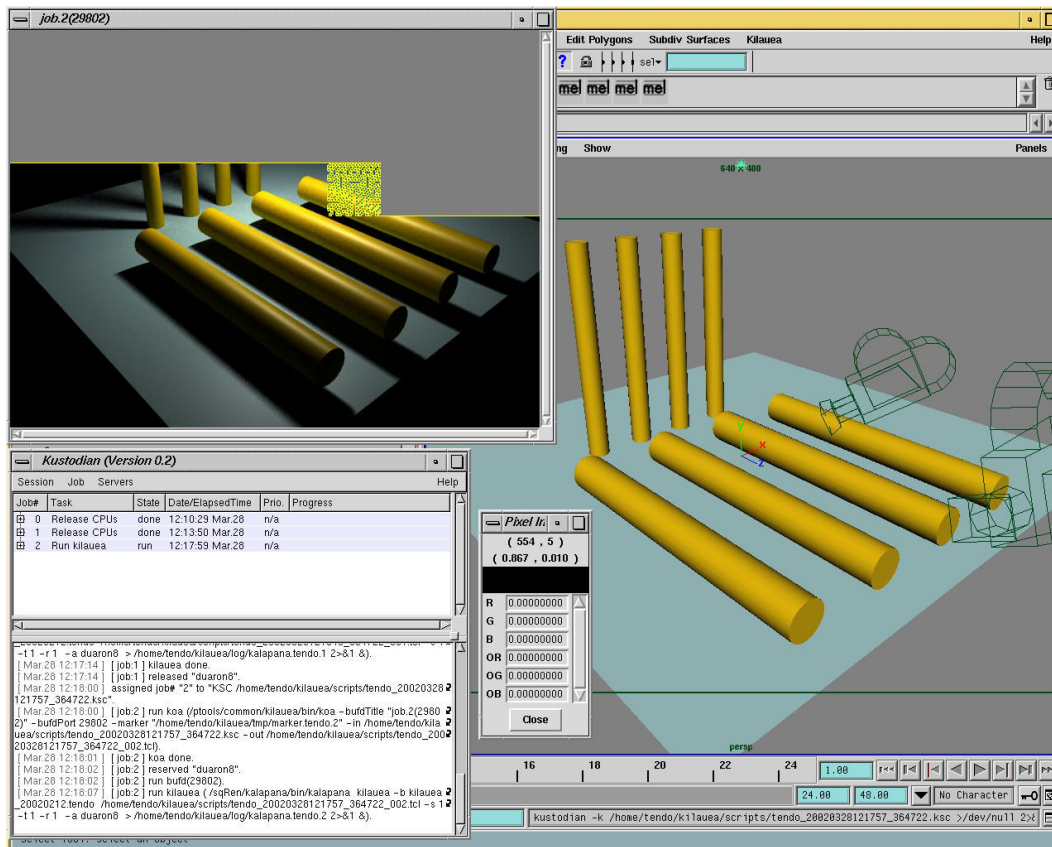 job.2(29802)
Edit Polygons Subdiv Surfaces Kilauea Help
? sel
mel mel mel mel
Show Panels
640 x 480
Kustodian (Version 0.2)
Session Job Servers Help
Job# Task State Date/ElapsedTime Prio. Progress
0 Release CPUs done 12:10:29 Mar.28 n/a
1 Release CPUs done 12:13:50 Mar.28 n/a
2 Run kilauea run 12:17:59 Mar.28 n/a
-t 1 -r 1 -a duaron8 > /home/tendo/kilauea/log/kalapana.tendo.1 2>&1 &).
[Mar.28 12:17:14] [job:1] kilauea done.
[Mar.28 12:17:14] [job:1] released "duaron8".
[Mar.28 12:18:00] assigned job# "2" to "KSC /home/tendo/kilauea/scripts/tendo_20020328
121757_364722.ksc".
[Mar.28 12:18:00] [job:2] run koa (/ptools/common/kilauea/bin/koa -bufdTitle "job.2(2980
2)" -bufdPort 29802 -marker "/home/tendo/kilauea/tmp/marker.tendo.2" -in /home/tendo/kila
uea/scripts/tendo_20020328121757_364722.ksc -out /home/tendo/kilauea/scripts/tendo_200
20328121757_364722_002.tcl).
[Mar.28 12:18:01] [job:2] koa done.
[Mar.28 12:18:02] [job:2] reserved "duaron8".
[Mar.28 12:18:02] [job:2] run bufd(29802).
[Mar.28 12:18:07] [job:2] run kilauea ( /sqRen/kalapana/bin/kalapana kilauea -b kilauea
_20020212.tendo /home/tendo/kilauea/scripts/tendo_20020328121757_364722_002.tcl -s 1
-t 1 -r 1 -a duaron8 > /home/tendo/kilauea/log/kalapana.tendo.2 2>&1 &).
Pixel In
( 554 , 5 )
( 0.867 , 0.010 )
R 0.00000000
G 0.00000000
B 0.00000000
OR 0.00000000
OG 0.00000000
OB 0.00000000
Close
y
x
z
persp
16 18 20 22 24 1.00
24.00 48.00 No Character
kustodian -k /home/tendo/kilauea/scripts/tendo_20020328121757_364722.ksc >/dev/null 2>&